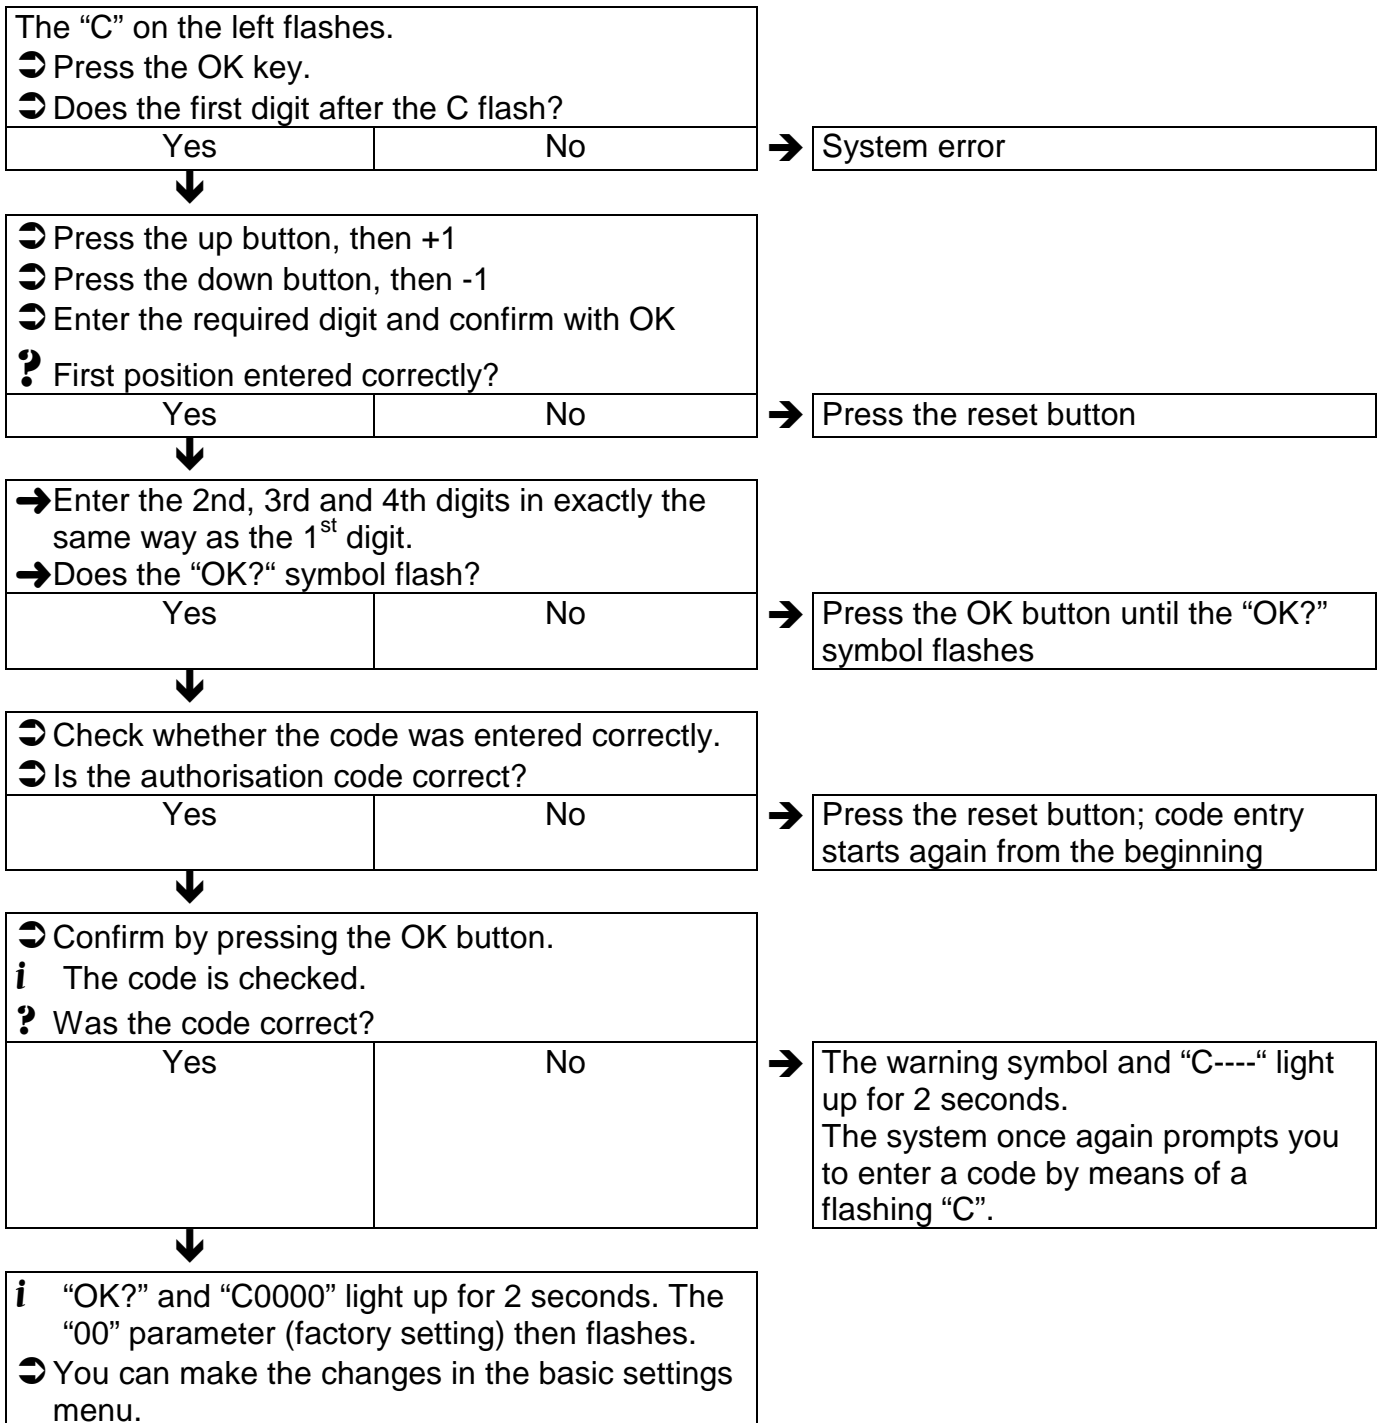 The “C” on the left flashes.
➲ Press the OK key.
➲ Does the first digit after the C flash?
Yes No ➔ System error
➲ Press the up button, then +1
➲ Press the down button, then -1
➲ Enter the required digit and confirm with OK
? First position entered correctly?
Yes No ➔ Press the reset button
➔Enter the 2nd, 3rd and 4th digits in exactly the
same way as the 1st digit.
➔Does the “OK?“ symbol flash?
Yes No ➔ Press the OK button until the “OK?”
symbol flashes
➲ Check whether the code was entered correctly.
➲ Is the authorisation code correct?
Yes No ➔ Press the reset button; code entry
starts again from the beginning
➲ Confirm by pressing the OK button.
i The code is checked.
? Was the code correct?
Yes No ➔ The warning symbol and “C----“ light
up for 2 seconds.
The system once again prompts you
to enter a code by means of a
flashing “C”.
i “OK?” and “C0000” light up for 2 seconds. The
“00” parameter (factory setting) then flashes.
➲ You can make the changes in the basic settings
menu.